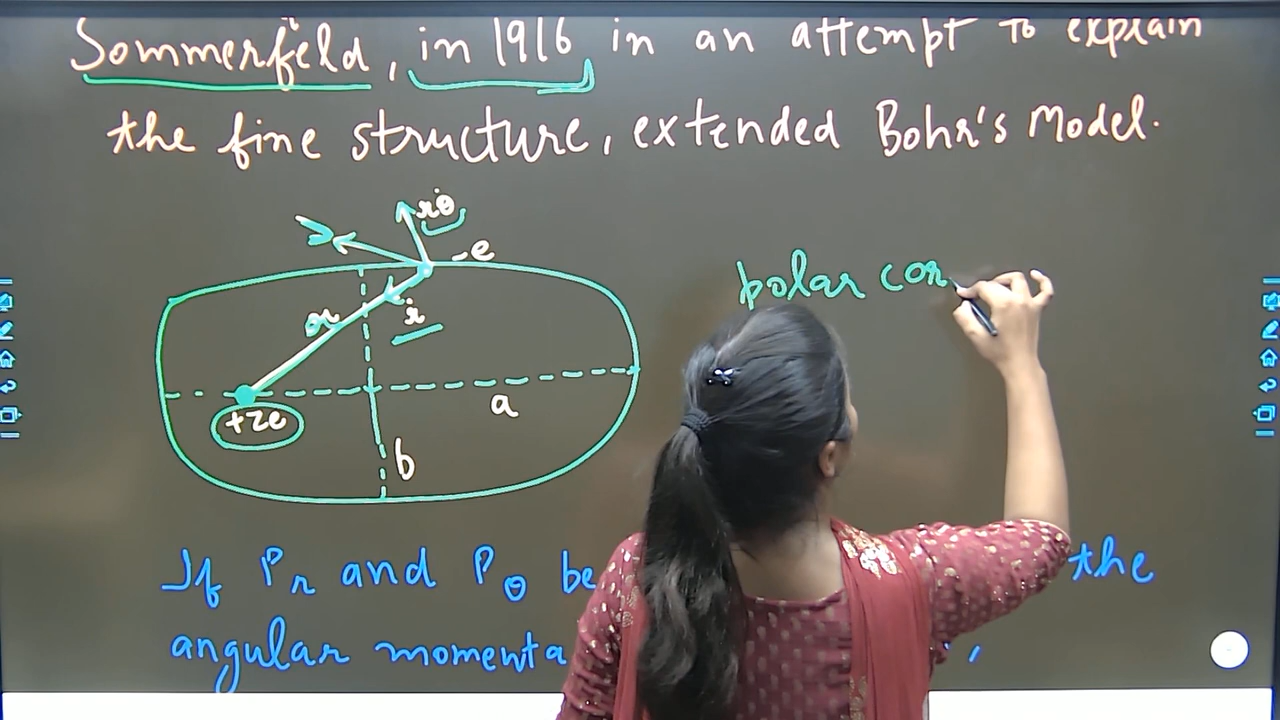 Sommerfeld, in 1916 in an attempt to explain
the fine structure, extended Bohr's Model.
rθ̇
-e
polar cor
r
ṙ
+ze
a
b
If Pr and Pθ be the
angular momenta ,